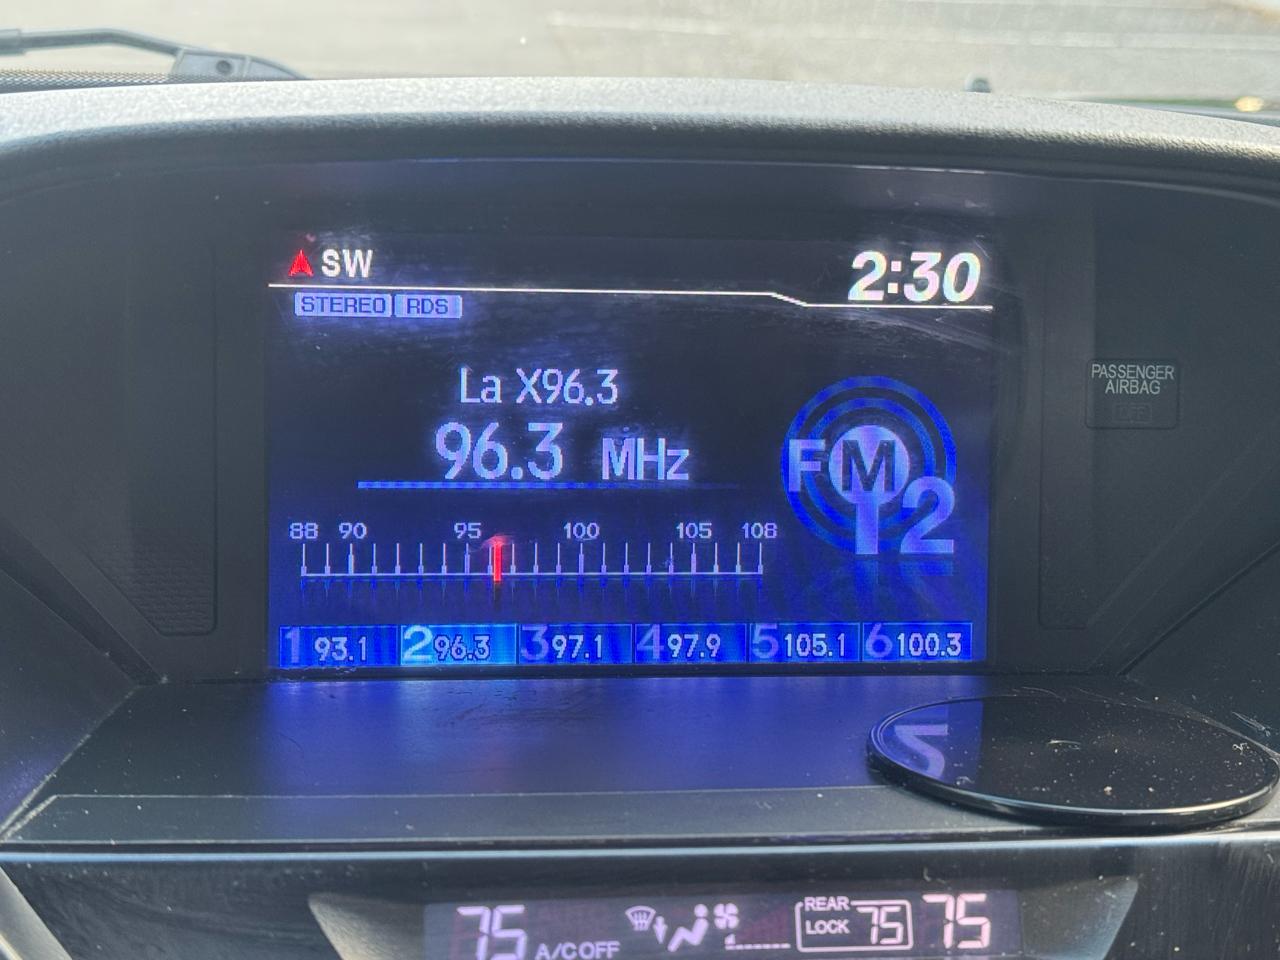 SW
2:30
STEREO RDS
La X96.3
96.3 MHz
FM
12
88 90 95 100 105 108
1 93.1 2 96.3 3 97.1 4 97.9 5 105.1 6 100.3
PASSENGER
AIRBAG
OFF
75 A/C OFF
REAR
LOCK 75
75